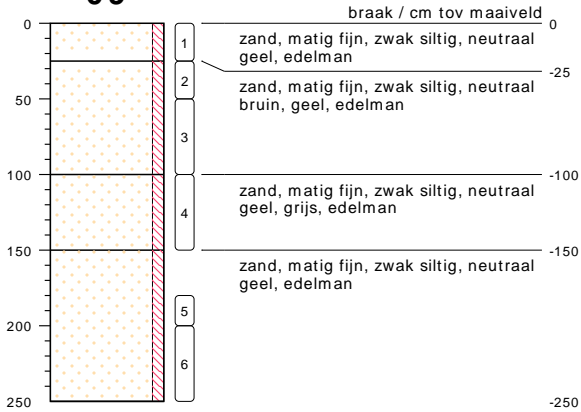 braak / cm tov maaiveld
0
0
1
zand, matig fijn, zwak siltig, neutraal
geel, edelman
-25
2
zand, matig fijn, zwak siltig, neutraal
bruin, geel, edelman
50
3
100
-100
4
zand, matig fijn, zwak siltig, neutraal
geel, grijs, edelman
150
-150
zand, matig fijn, zwak siltig, neutraal
geel, edelman
5
200
6
250
-250